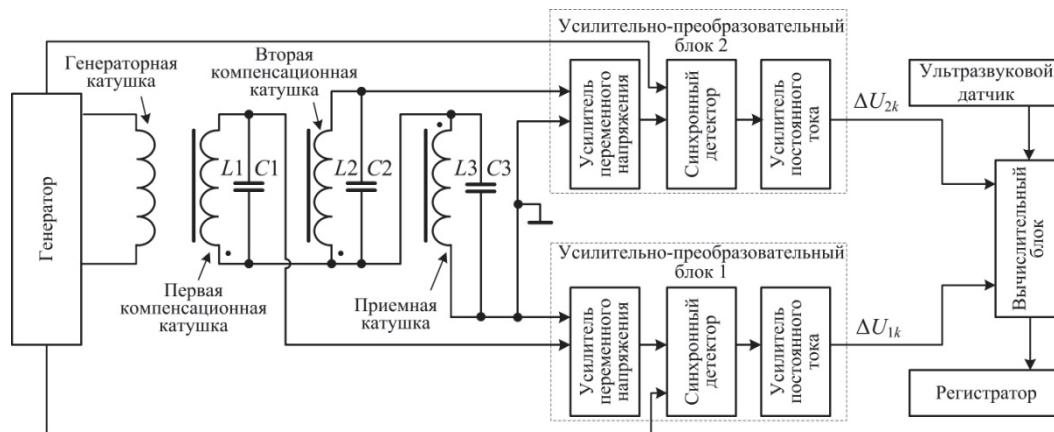 Усилительно-преобразовательный
блок 2
Вторая
компенсационная
катушка
Генераторная
катушка
Генератор
L1
C1
L2
C2
L3
C3
Усилитель
переменного
напряжения
Синхронный
детектор
Усилитель
постоянного
тока
ΔU2k
Ультразвуковой
датчик
Вычислительный
блок
Первая
компенсационная
катушка
Приемная
катушка
Усилительно-преобразовательный
блок 1
Усилитель
переменного
напряжения
Синхронный
детектор
Усилитель
постоянного
тока
ΔU1k
Регистратор